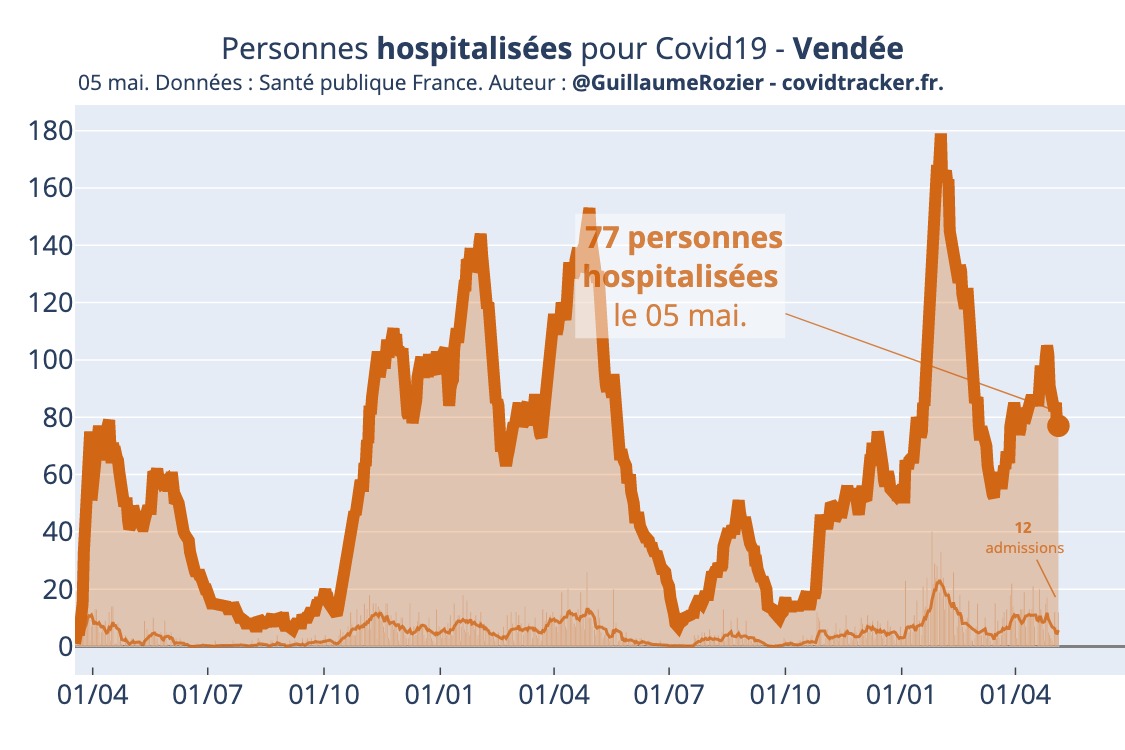 Personnes hospitalisées pour Covid19 - Vendée
05 mai. Données : Santé publique France. Auteur : @GuillaumeRozier - covidtracker.fr.
180
160
140
120
100
80
60
40
20
0
77 personnes
hospitalisées
le 05 mai.
12
admissions
01/04 01/07 01/10 01/01 01/04 01/07 01/10 01/01 01/04